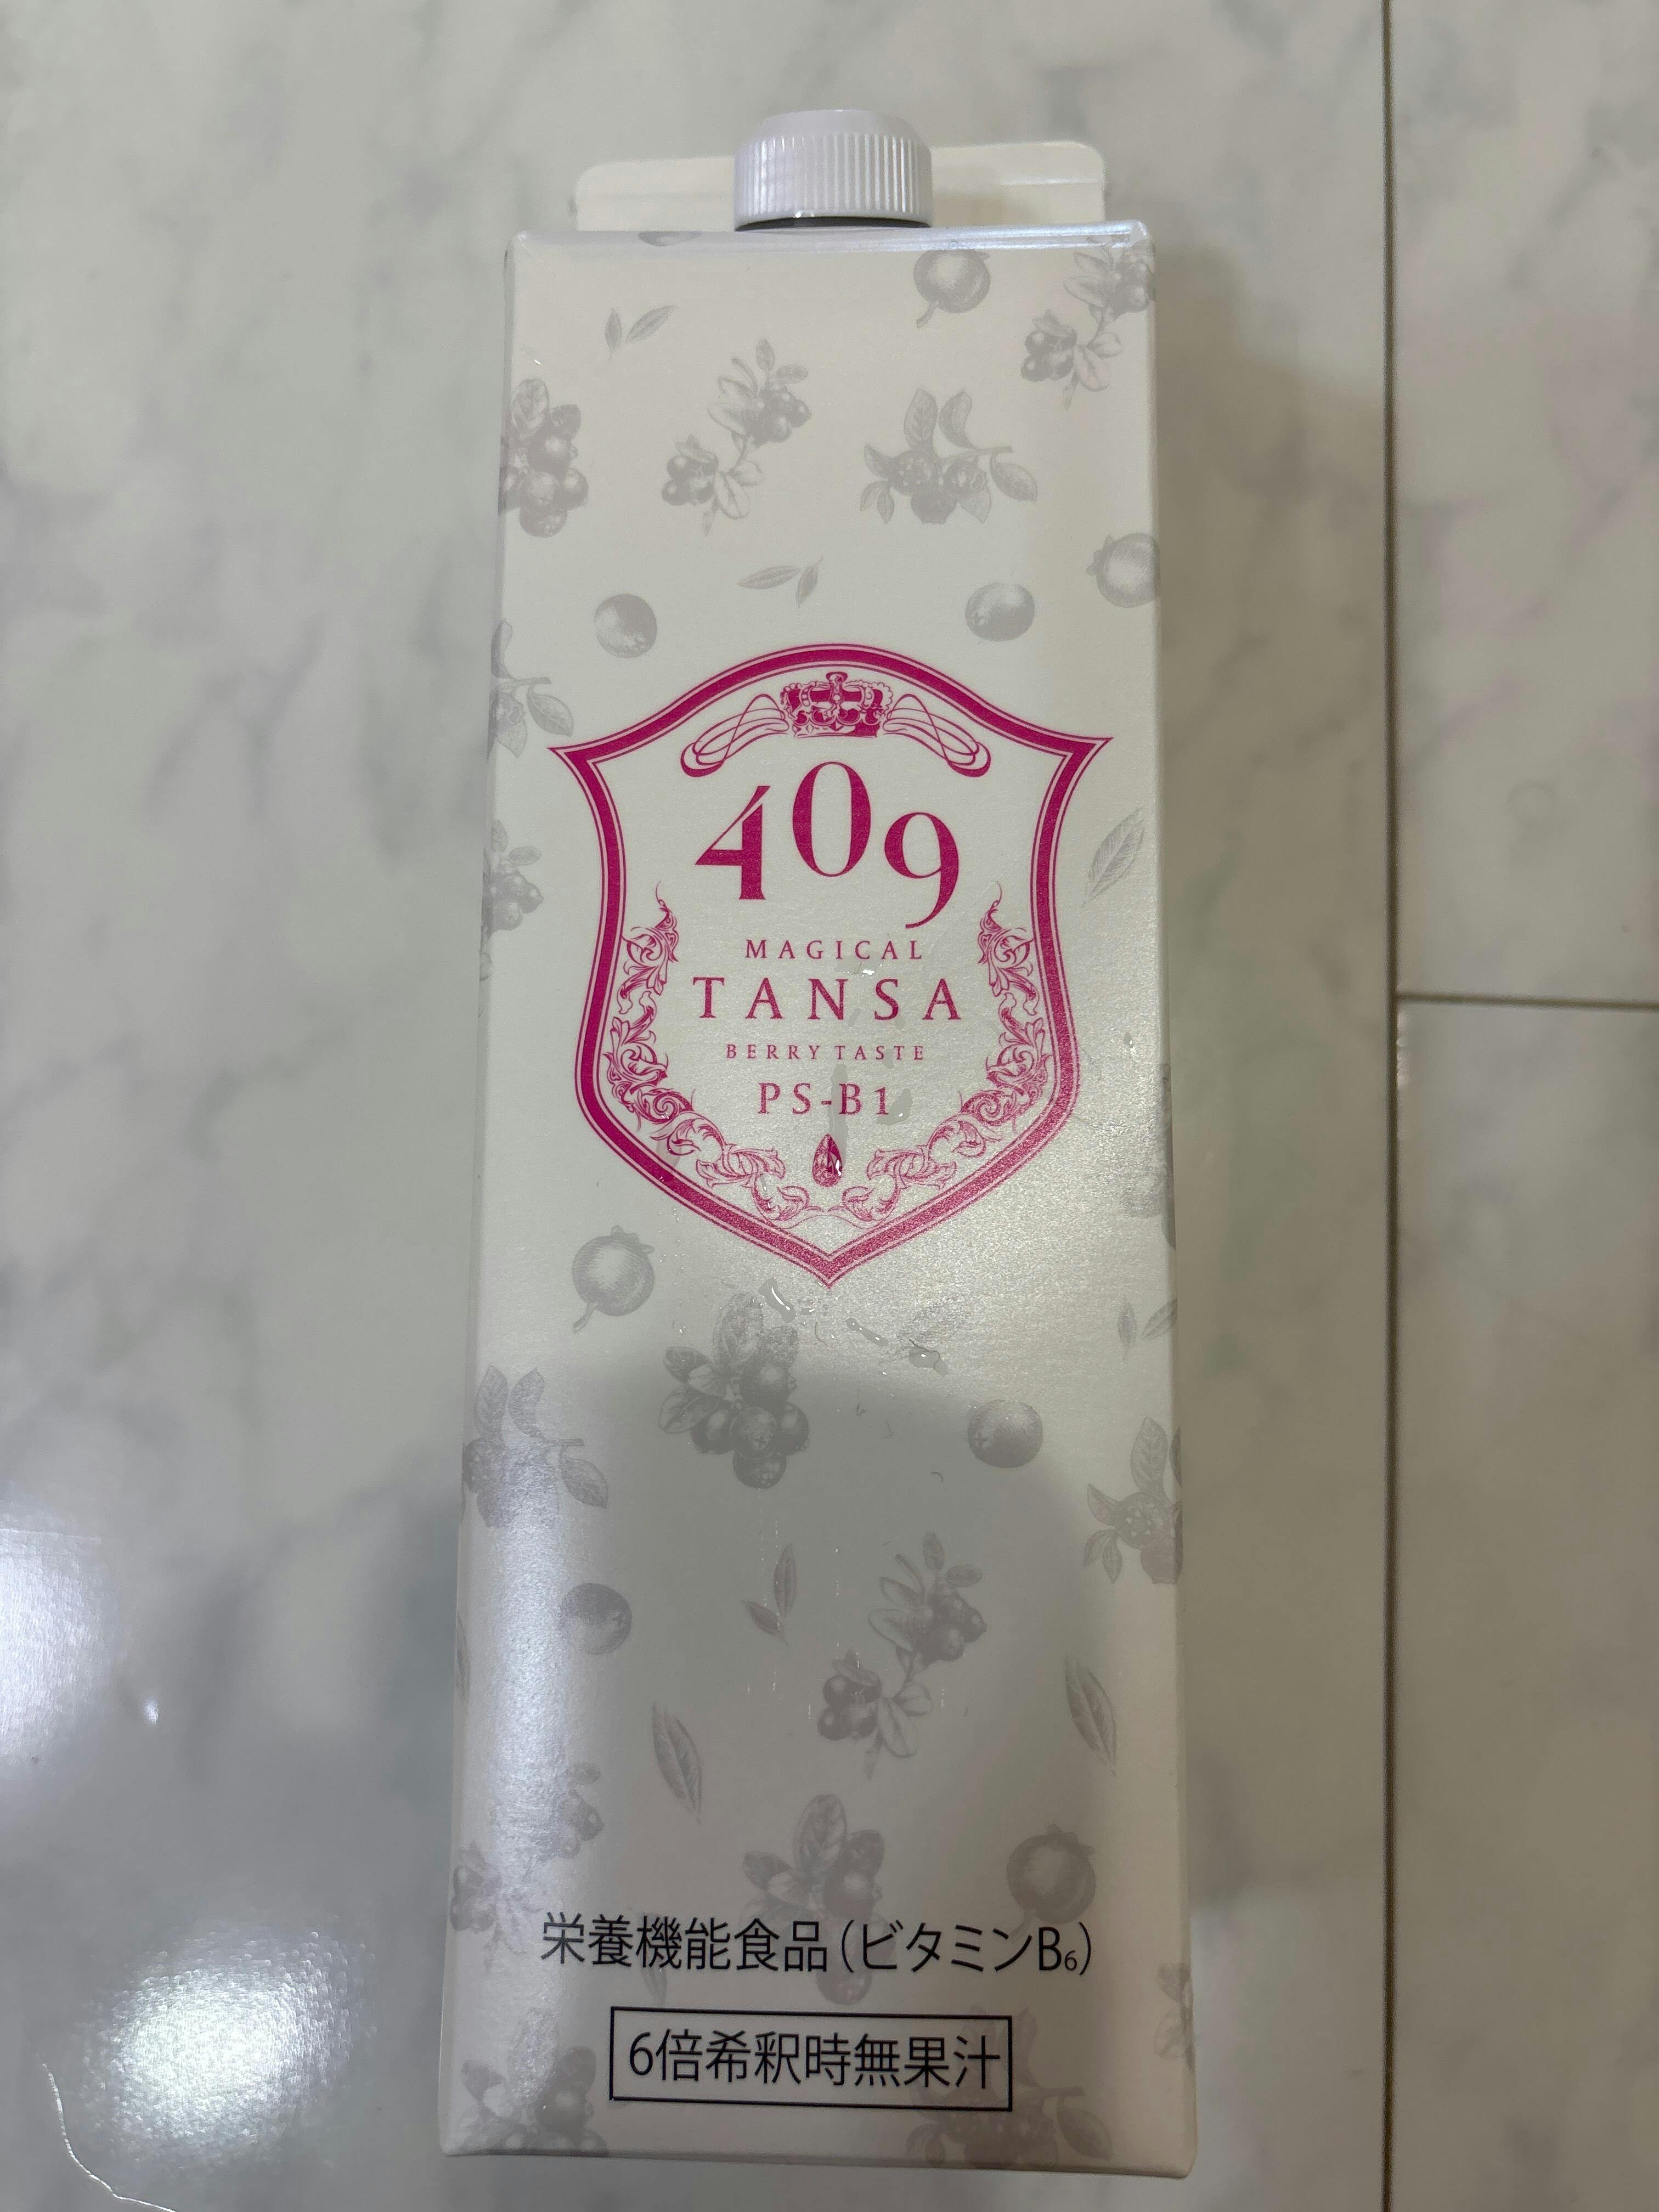 409
MAGICAL
TANSA
BERRY TASTE
PS-B1
栄養機能食品(ビタミンB₆)
6倍希釈時無果汁